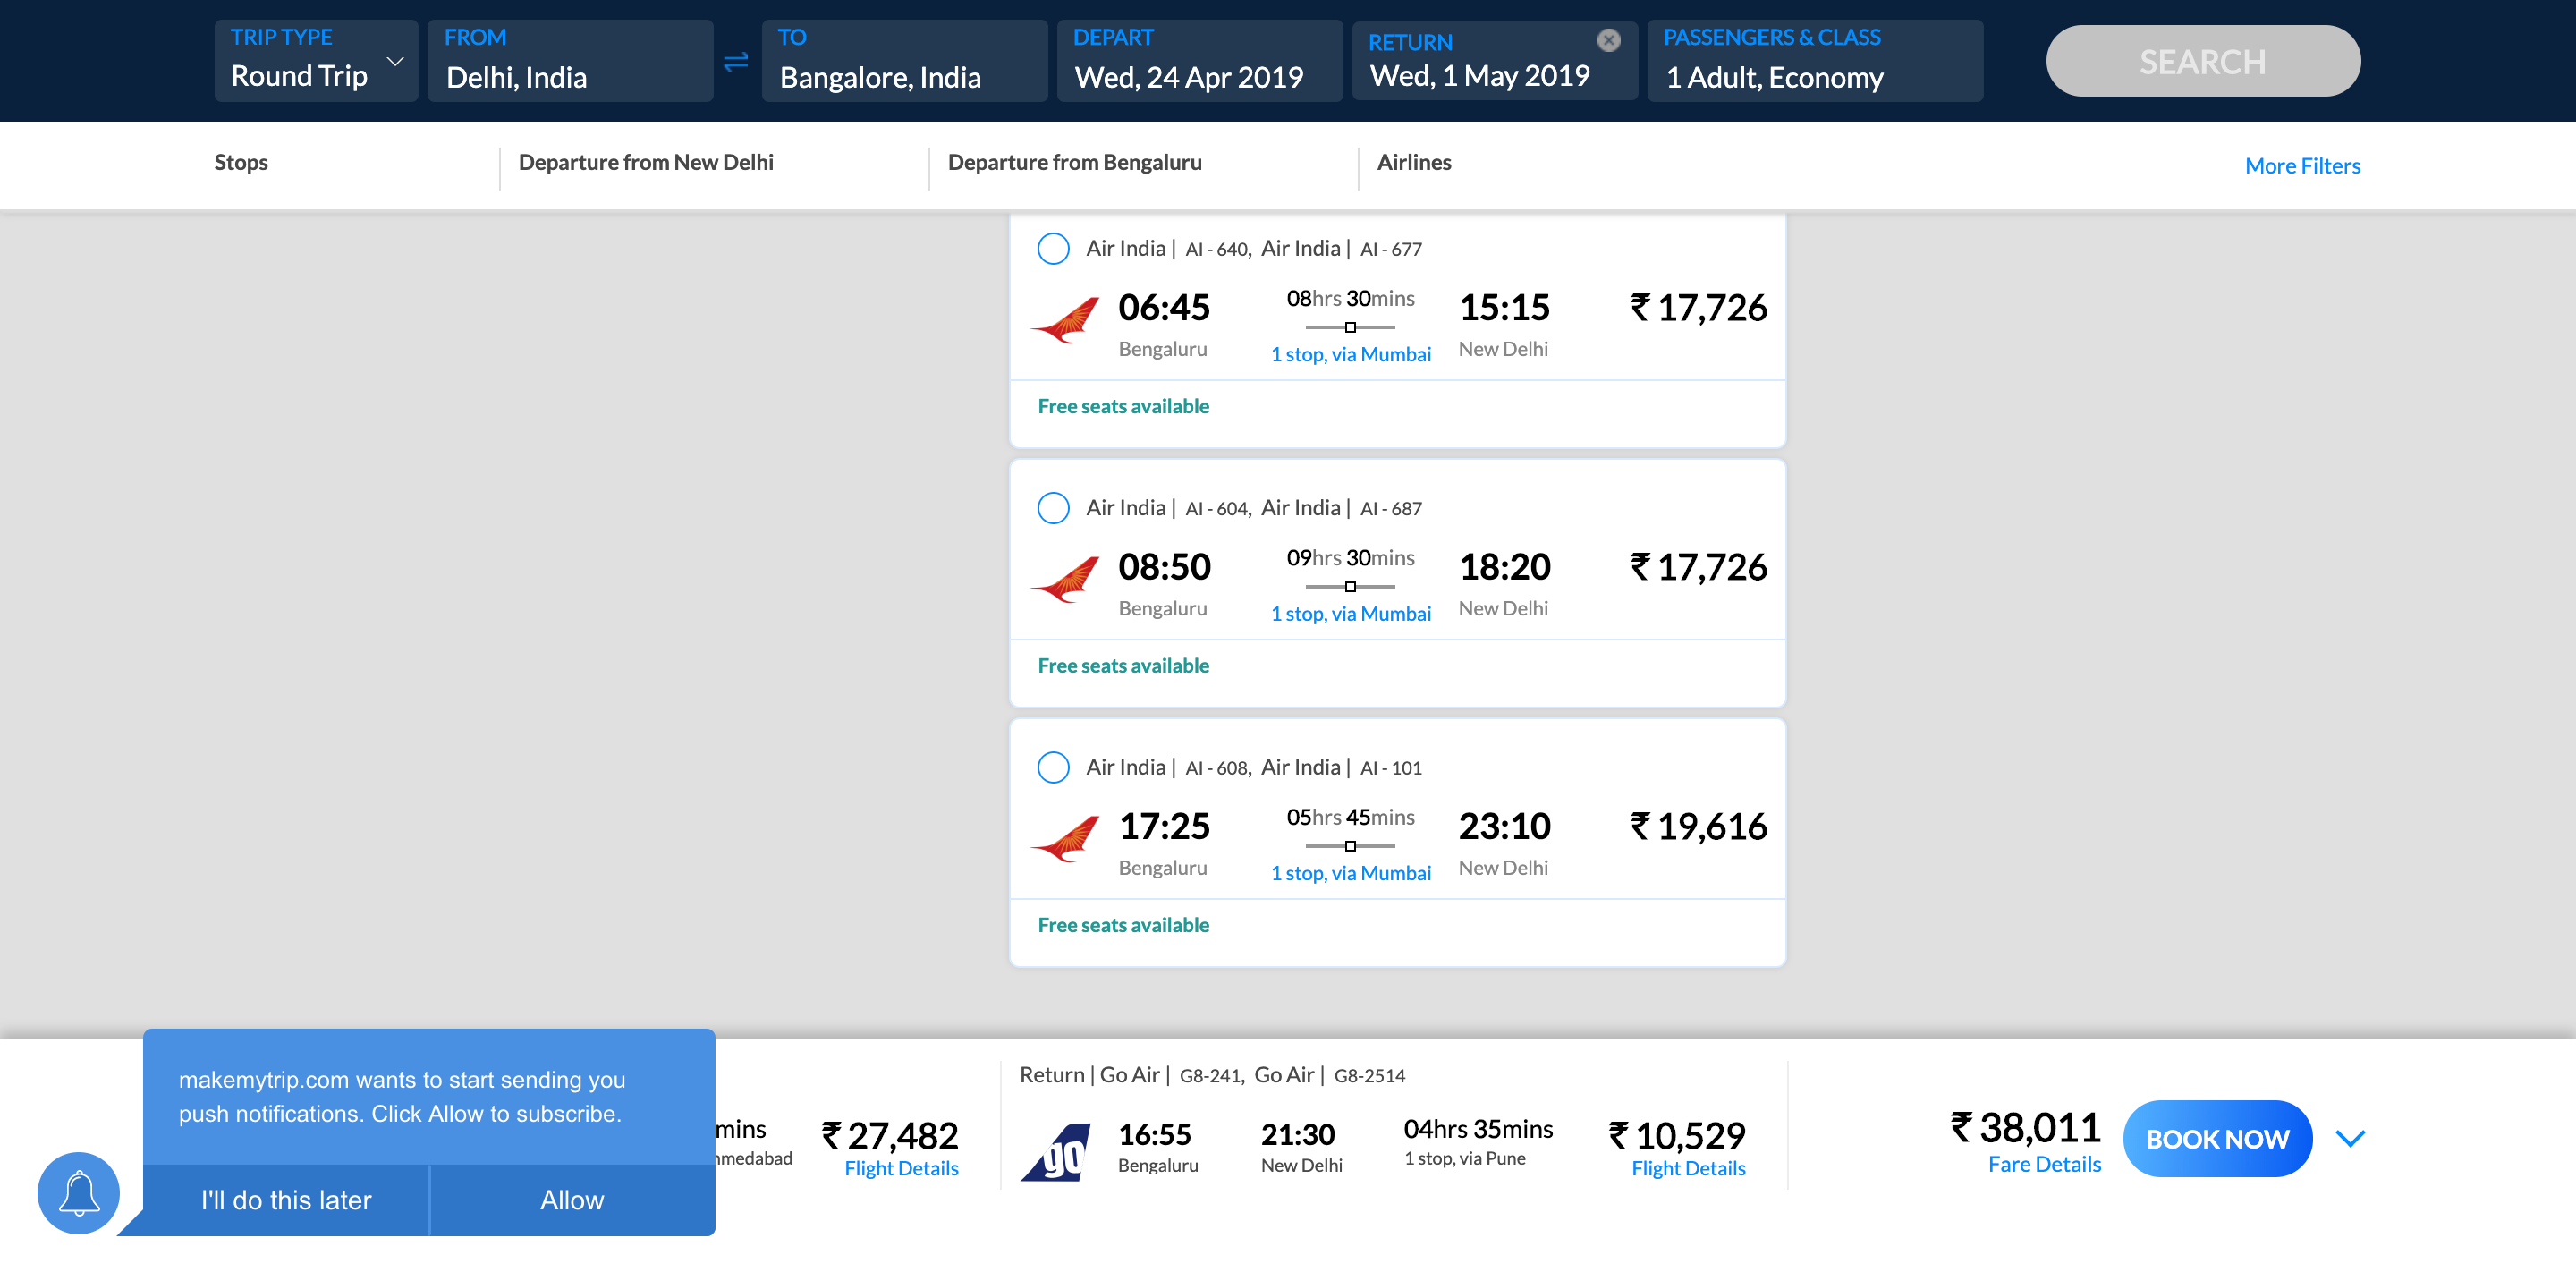 TRIP TYPE
Round Trip
FROM
Delhi, India
TO
Bangalore, India
DEPART
Wed, 24 Apr 2019
RETURN
Wed, 1 May 2019
PASSENGERS & CLASS
1 Adult, Economy
SEARCH
Stops
Departure from New Delhi
Departure from Bengaluru
Airlines
More Filters
Air India | AI - 640, Air India | AI - 677
06:45
Bengaluru
08hrs 30mins
1 stop, via Mumbai
15:15
New Delhi
₹ 17,726
Free seats available
Air India | AI - 604, Air India | AI - 687
08:50
Bengaluru
09hrs 30mins
1 stop, via Mumbai
18:20
New Delhi
₹ 17,726
Free seats available
Air India | AI - 608, Air India | AI - 101
17:25
Bengaluru
05hrs 45mins
1 stop, via Mumbai
23:10
New Delhi
₹ 19,616
Free seats available
makemytrip.com wants to start sending you
push notifications. Click Allow to subscribe.
I'll do this later
Allow
mins
₹ 27,482
Flight Details
Return | Go Air | G8-241, Go Air | G8-2514
go
16:55
Bengaluru
21:30
New Delhi
04hrs 35mins
1 stop, via Pune
₹ 10,529
Flight Details
₹ 38,011
Fare Details
BOOK NOW